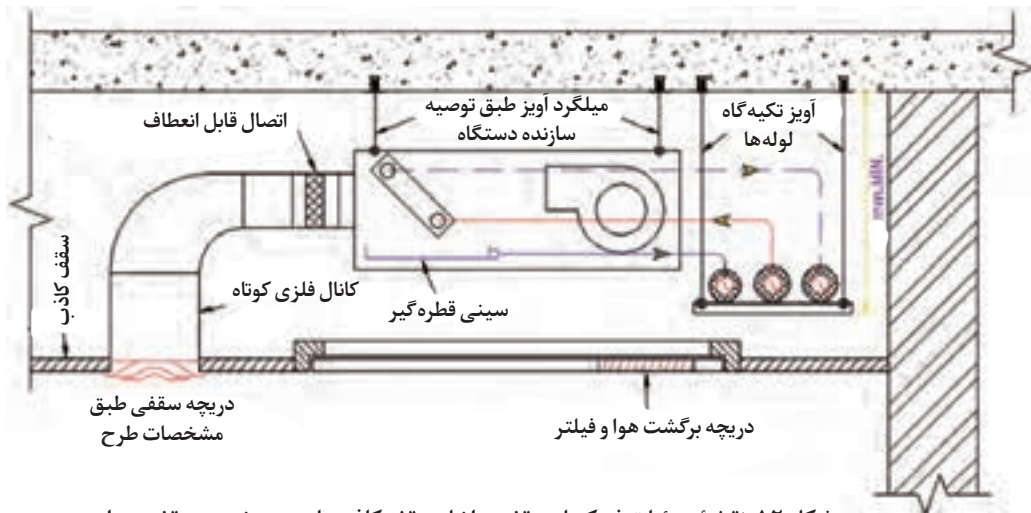 آویز تکیه‌گاه
لوله‌ها
میلگرد آویز طبق توصیه
سازنده دستگاه
اتصال قابل انعطاف
سقف کاذب
کانال فلزی کوتاه
سینی قطره‌گیر
دریچه سقفی طبق
مشخصات طرح
دریچه برگشت هوا و فیلتر